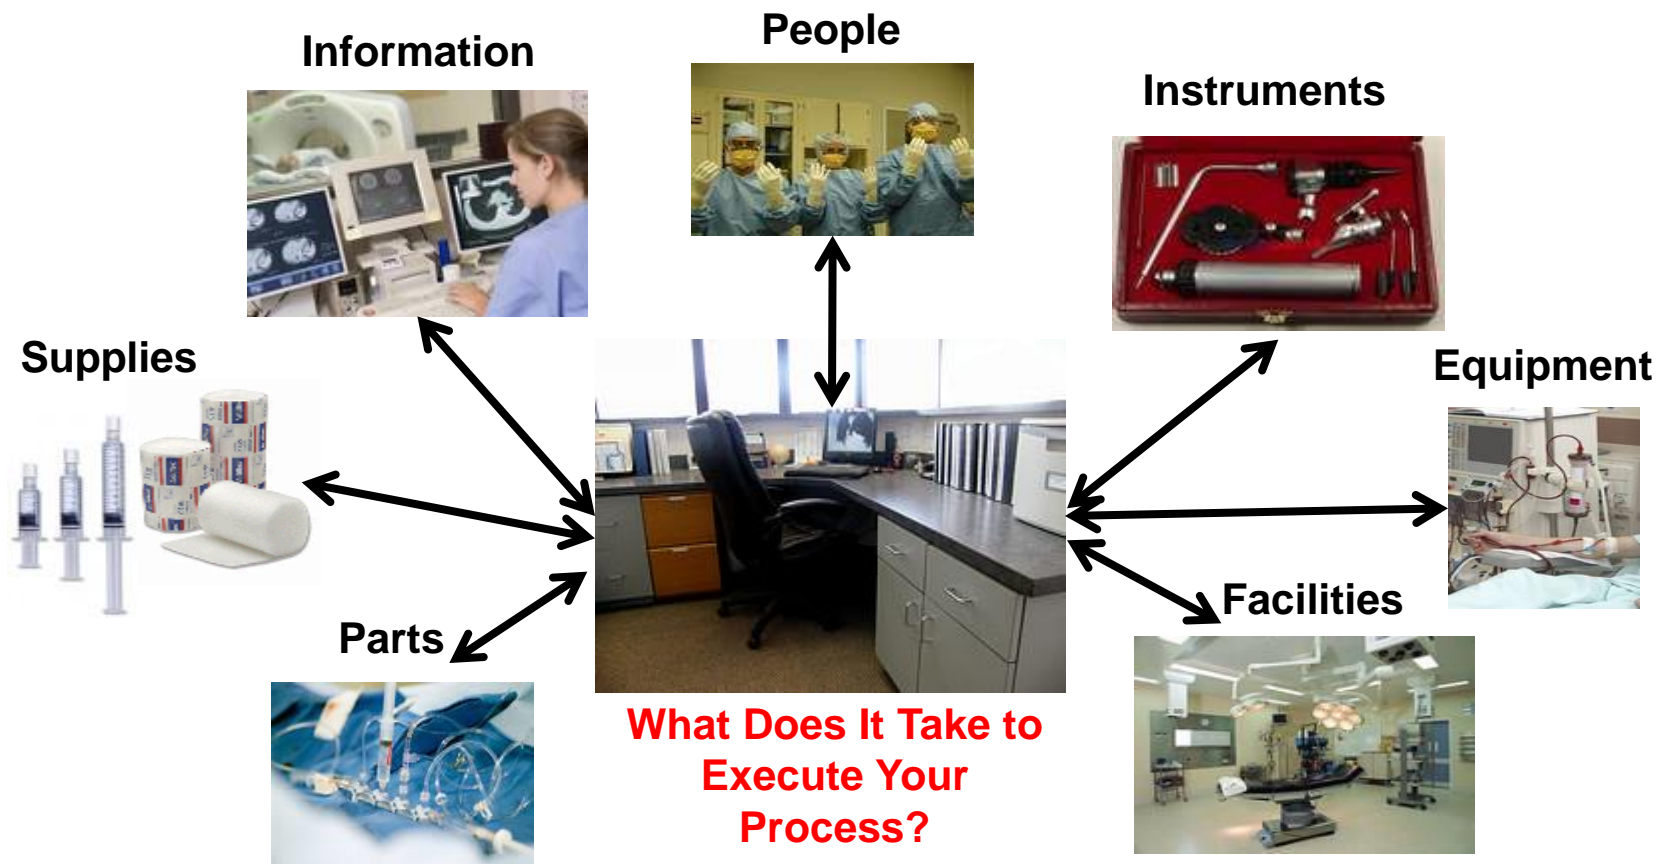 People
Information
Instruments
Supplies
Equipment
Facilities
Parts
What Does It Take to
Execute Your
Process?